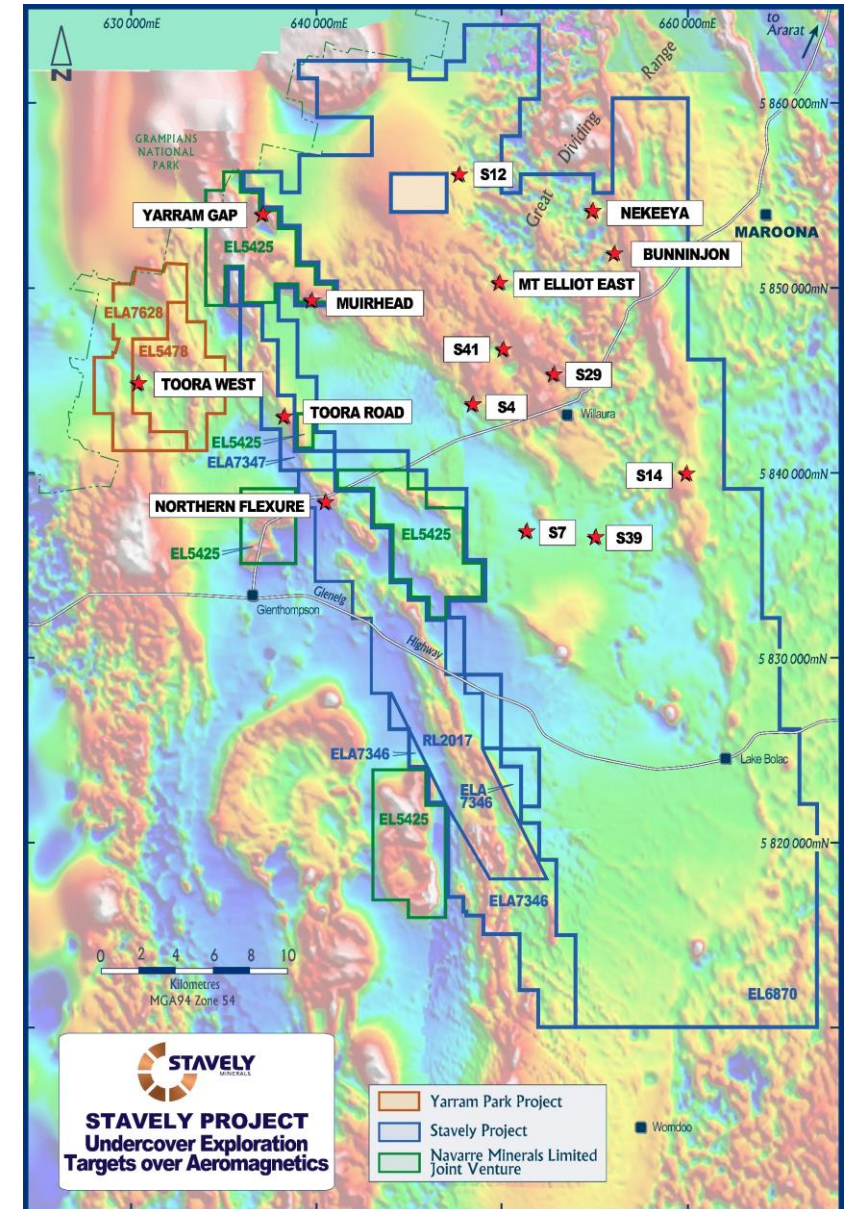 630 000mE
640 000mE
660 000mE
to
Ararat
N
Range
5 860 000mN
Dividing
GRAMPIANS
NATIONAL
PARK
S12
Great
YARRAM GAP
NEKEEYA
MAROONA
EL5425
BUNNINJON
MT ELLIOT EAST
5 850 000mN
MUIRHEAD
ELA7628
EL5478
S41
S29
TOORA WEST
S4
TOORA ROAD
Willaura
EL5425
ELA7347
S14
5 840 000mN
NORTHERN FLEXURE
EL5425
S7
S39
EL5425
Glenelg
Glenthompson
Highway
5 830 000mN
RL2017
ELA7346
Lake Bolac
ELA
7346
EL5425
5 820 000mN
ELA7346
0 2 4 6 8 10
Kilometres
MGA94 Zone 54
EL6870
STAVELY
MINERALS
STAVELY PROJECT
Undercover Exploration
Targets over Aeromagnetics
Yarram Park Project
Stavely Project
Navarre Minerals Limited
Joint Venture
Worndoo